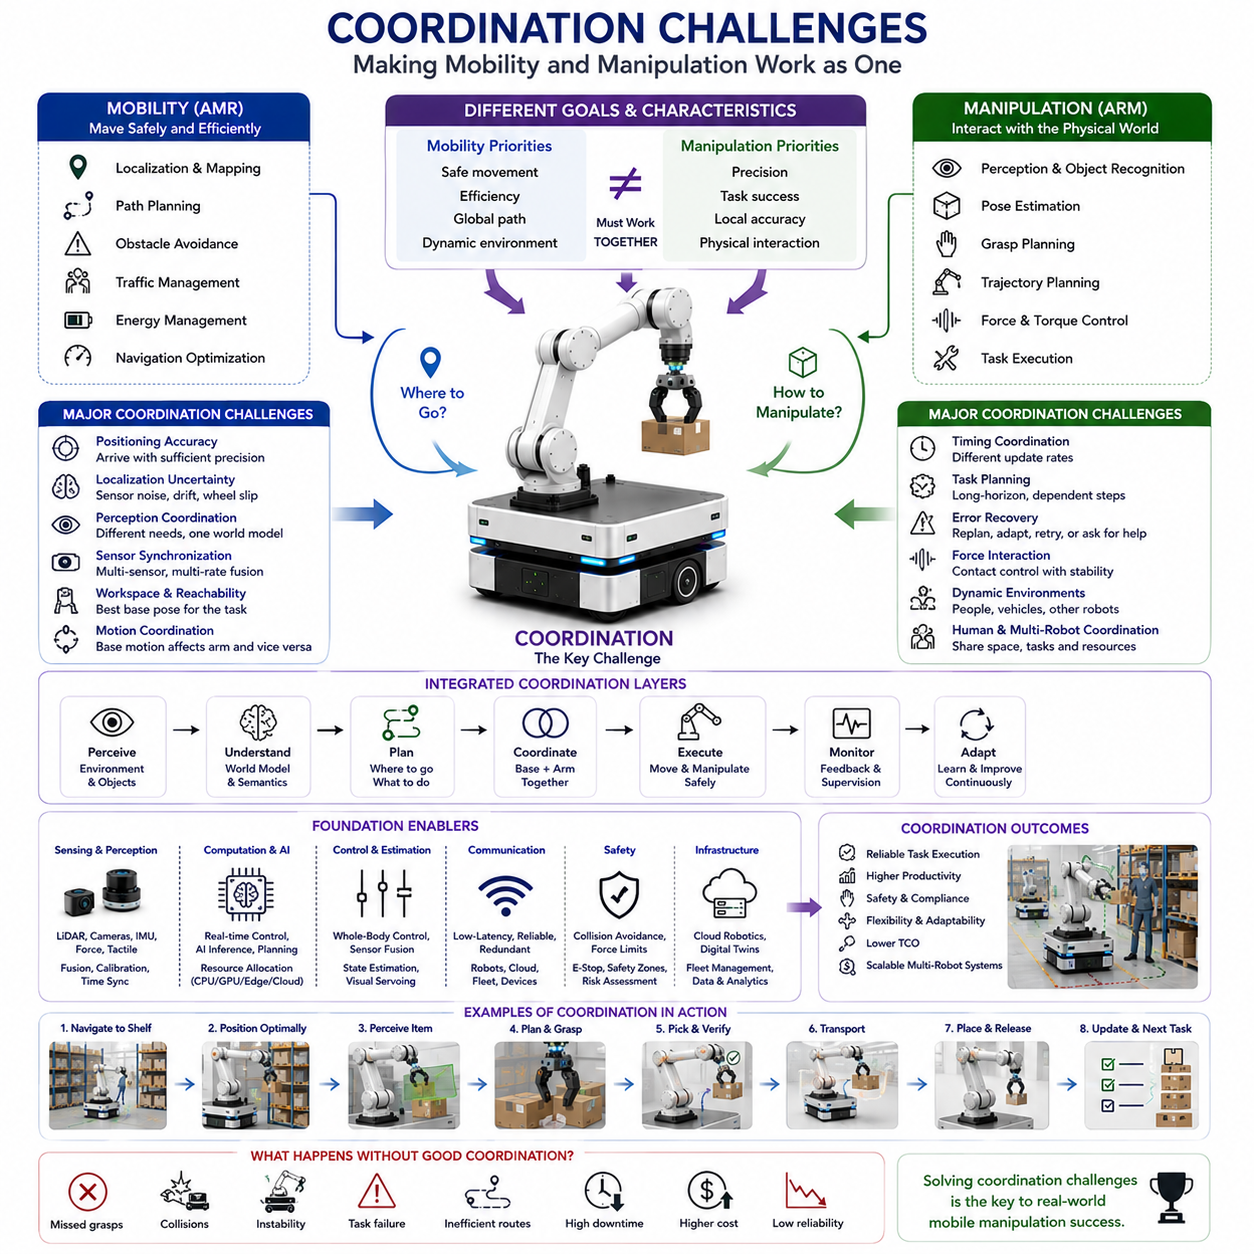 COORDINATION CHALLENGES
Making Mobility and Manipulation Work as One
MOBILITY (AMR)
Mave Safely and Efficiently
Localization & Mapping
Path Planning
Obstacle Avoidance
Traffic Management
Energy Management
Navigation Optimization
DIFFERENT GOALS & CHARACTERISTICS
Mobility Priorities
Safe movement
Efficiency
Global path
Dynamic environment
≠
Must Work
TOGETHER
Manipulation Priorities
Precision
Task success
Local accuracy
Physical interaction
MANIPULATION (ARM)
Interact with the Physical World
Perception & Object Recognition
Pose Estimation
Grasp Planning
Trajectory Planning
Force & Torque Control
Task Execution
Where to
Go?
How to
Manipulate?
MAJOR COORDINATION CHALLENGES
Positioning Accuracy
Arrive with sufficient precision
Localization Uncertainty
Sensor noise, drift, wheel slip
Perception Coordination
Different needs, one world model
Sensor Synchronization
Multi-sensor, multi-rate fusion
Workspace & Reachability
Best base pose for the task
Motion Coordination
Base motion affects arm and vice versa
MAJOR COORDINATION CHALLENGES
Timing Coordination
Different update rates
Task Planning
Long-horizon, dependent steps
Error Recovery
Replan, adapt, retry, or ask for help
Force Interaction
Contact control with stability
Dynamic Environments
People, vehicles, other robots
Human & Multi-Robot Coordination
Share space, tasks and resources
COORDINATION
The Key Challenge
INTEGRATED COORDINATION LAYERS
Perceive
Environment
& Objects
Understand
World Model
& Semantics
Plan
Where to go
What to do
Coordinate
Base + Arm
Together
Execute
Move & Manipulate
Safely
Monitor
Feedback &
Supervision
Adapt
Learn & Improve
Continuously
FOUNDATION ENABLERS
Sensing & Perception
LiDAR, Cameras, IMU,
Force, Tactile
Fusion, Calibration,
Time Sync
Computation & AI
Real-time Control,
AI Inference, Planning
Resource Allocation
(CPU/GPU/Edge/Cloud)
Control & Estimation
Whole-Body Control,
Sensor Fusion
State Estimation,
Visual Servoing
Communication
Low-Latency, Reliable,
Redundant
Robots, Cloud,
Fleet, Devices
Safety
Collision Avoidance,
Force Limits
E-Stop, Safety Zones,
Risk Assessment
Infrastructure
Cloud Robotics,
Digital Twins
Fleet Management,
Data & Analytics
COORDINATION OUTCOMES
Reliable Task Execution
Higher Productivity
Safety & Compliance
Flexibility & Adaptability
Lower TCO
Scalable Multi-Robot Systems
EXAMPLES OF COORDINATION IN ACTION
1. Navigate to Shelf
2. Position Optimally
3. Perceive Item
4. Plan & Grasp
5. Pick & Verify
6. Transport
7. Place & Release
8. Update & Next Task
WHAT HAPPENS WITHOUT GOOD COORDINATION?
Missed grasps
Collisions
Instability
Task failure
Inefficient routes
High downtime
$
Higher cost
Low reliability
Solving coordination challenges
is the key to real-world
mobile manipulation success.